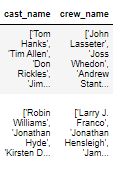 cast_name crew_name
['Tom ['John
Hanks', Lasseter',
'Tim Allen', 'Joss
'Don Whedon',
Rickles', 'Andrew
'Jim... Stant...
['Robin ['Larry J.
Williams', Franco',
'Jonathan 'Jonathan
Hyde', Hensleigh',
'Kirsten D... 'Jam...